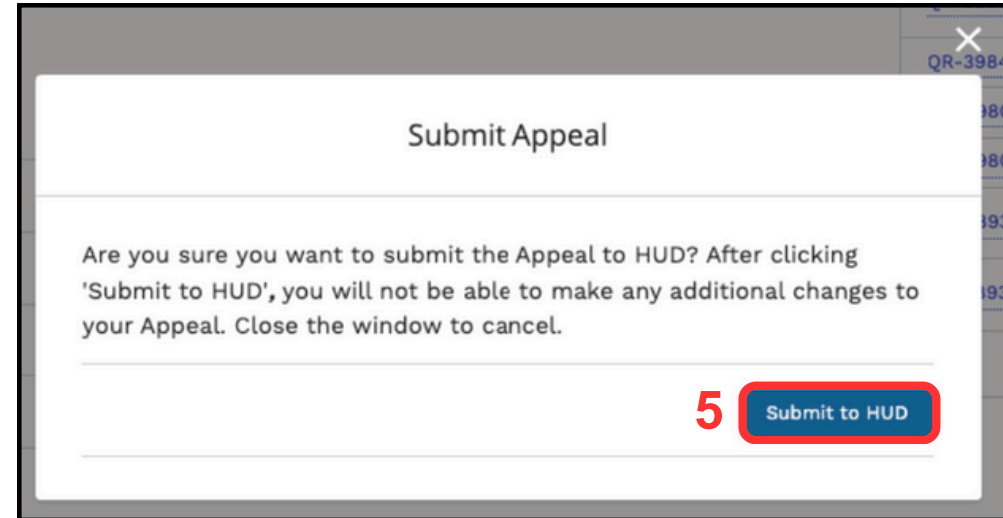 QR-3984
Submit Appeal
Are you sure you want to submit the Appeal to HUD? After clicking
'Submit to HUD', you will not be able to make any additional changes to
your Appeal. Close the window to cancel.
5 Submit to HUD